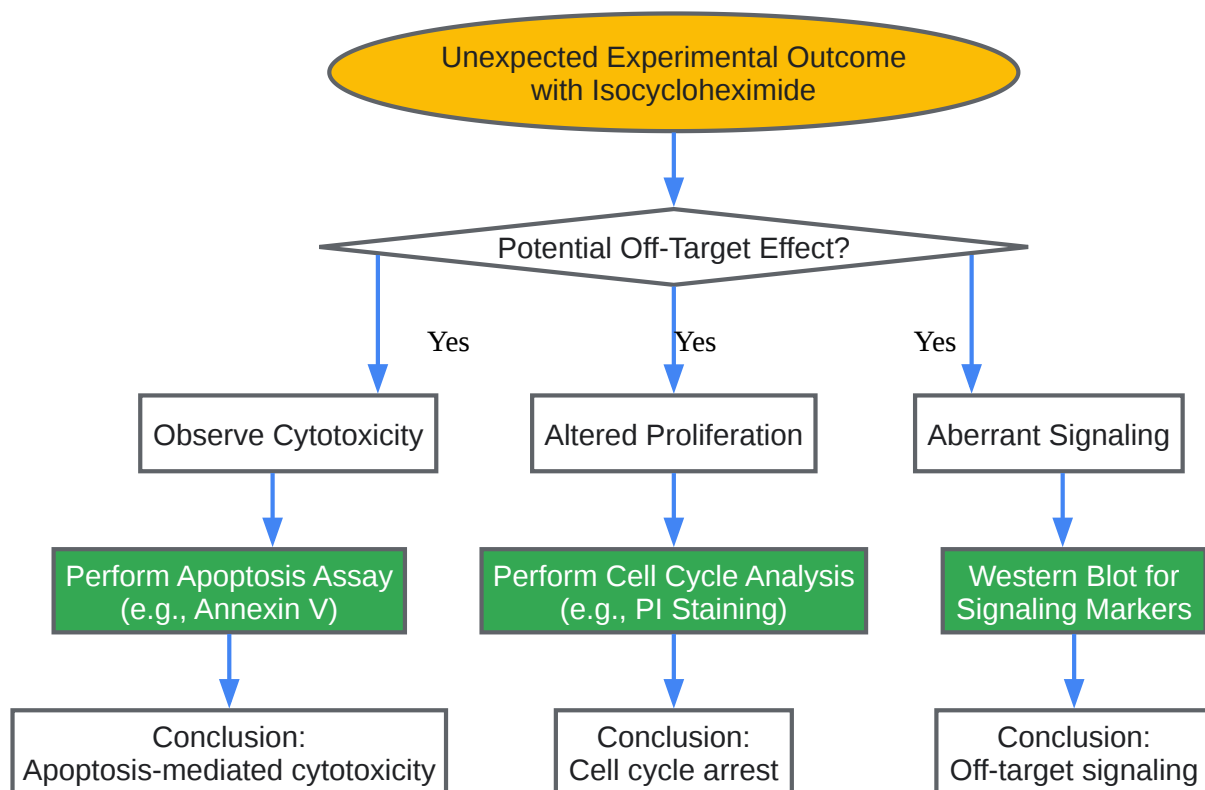 Unexpected Experimental Outcome
with Isocycloheximide
Potential Off-Target Effect?
Yes
Yes
Yes
Observe Cytotoxicity
Altered Proliferation
Aberrant Signaling
Perform Apoptosis Assay
(e.g., Annexin V)
Perform Cell Cycle Analysis
(e.g., PI Staining)
Western Blot for
Signaling Markers
Conclusion:
Apoptosis-mediated cytotoxicity
Conclusion:
Cell cycle arrest
Conclusion:
Off-target signaling